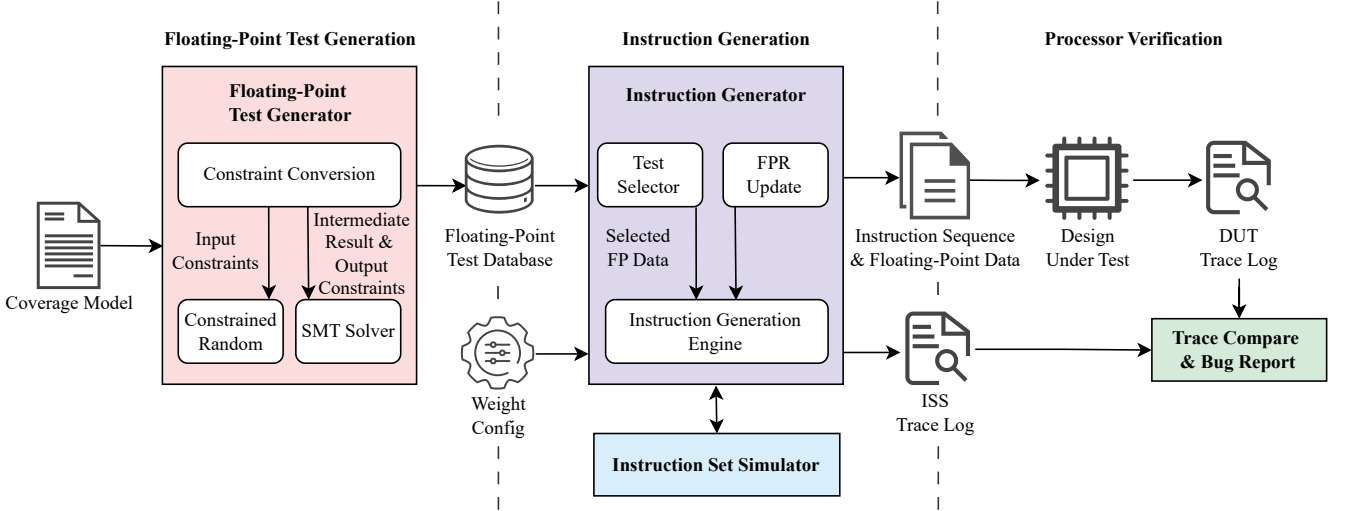 Floating-Point Test Generation
Instruction Generation
Processor Verification
Floating-Point
Test Generator
Constraint Conversion
Input
Constraints
Intermediate
Result &
Output
Constraints
Constrained
Random
SMT Solver
Coverage Model
Floating-Point
Test Database
Weight
Config
Instruction Generator
Test
Selector
FPR
Update
Selected
FP Data
Instruction Generation
Engine
Instruction Set Simulator
Instruction Sequence
& Floating-Point Data
Design
Under Test
DUT
Trace Log
ISS
Trace Log
Trace Compare
& Bug Report